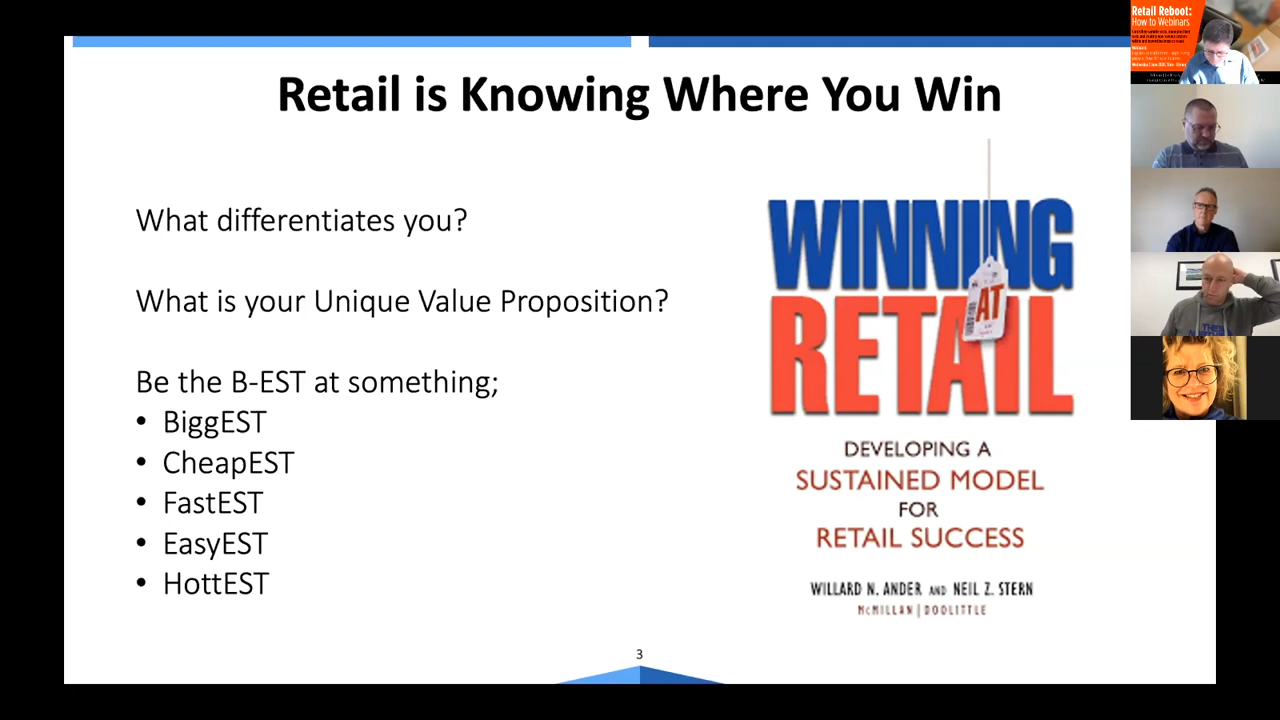 Retail is Knowing Where You Win
What differentiates you?
What is your Unique Value Proposition?
Be the B-EST at something;
• BiggEST
• CheapEST
• FastEST
• EasyEST
• HottEST
WINNING
AT
RETAIL
DEVELOPING A
SUSTAINED MODEL
FOR
RETAIL SUCCESS
WILLARD N. ANDER AND NEIL Z. STERN
McMILLAN | DOOLITTLE
3
Retail Reboot:
How to Webinars